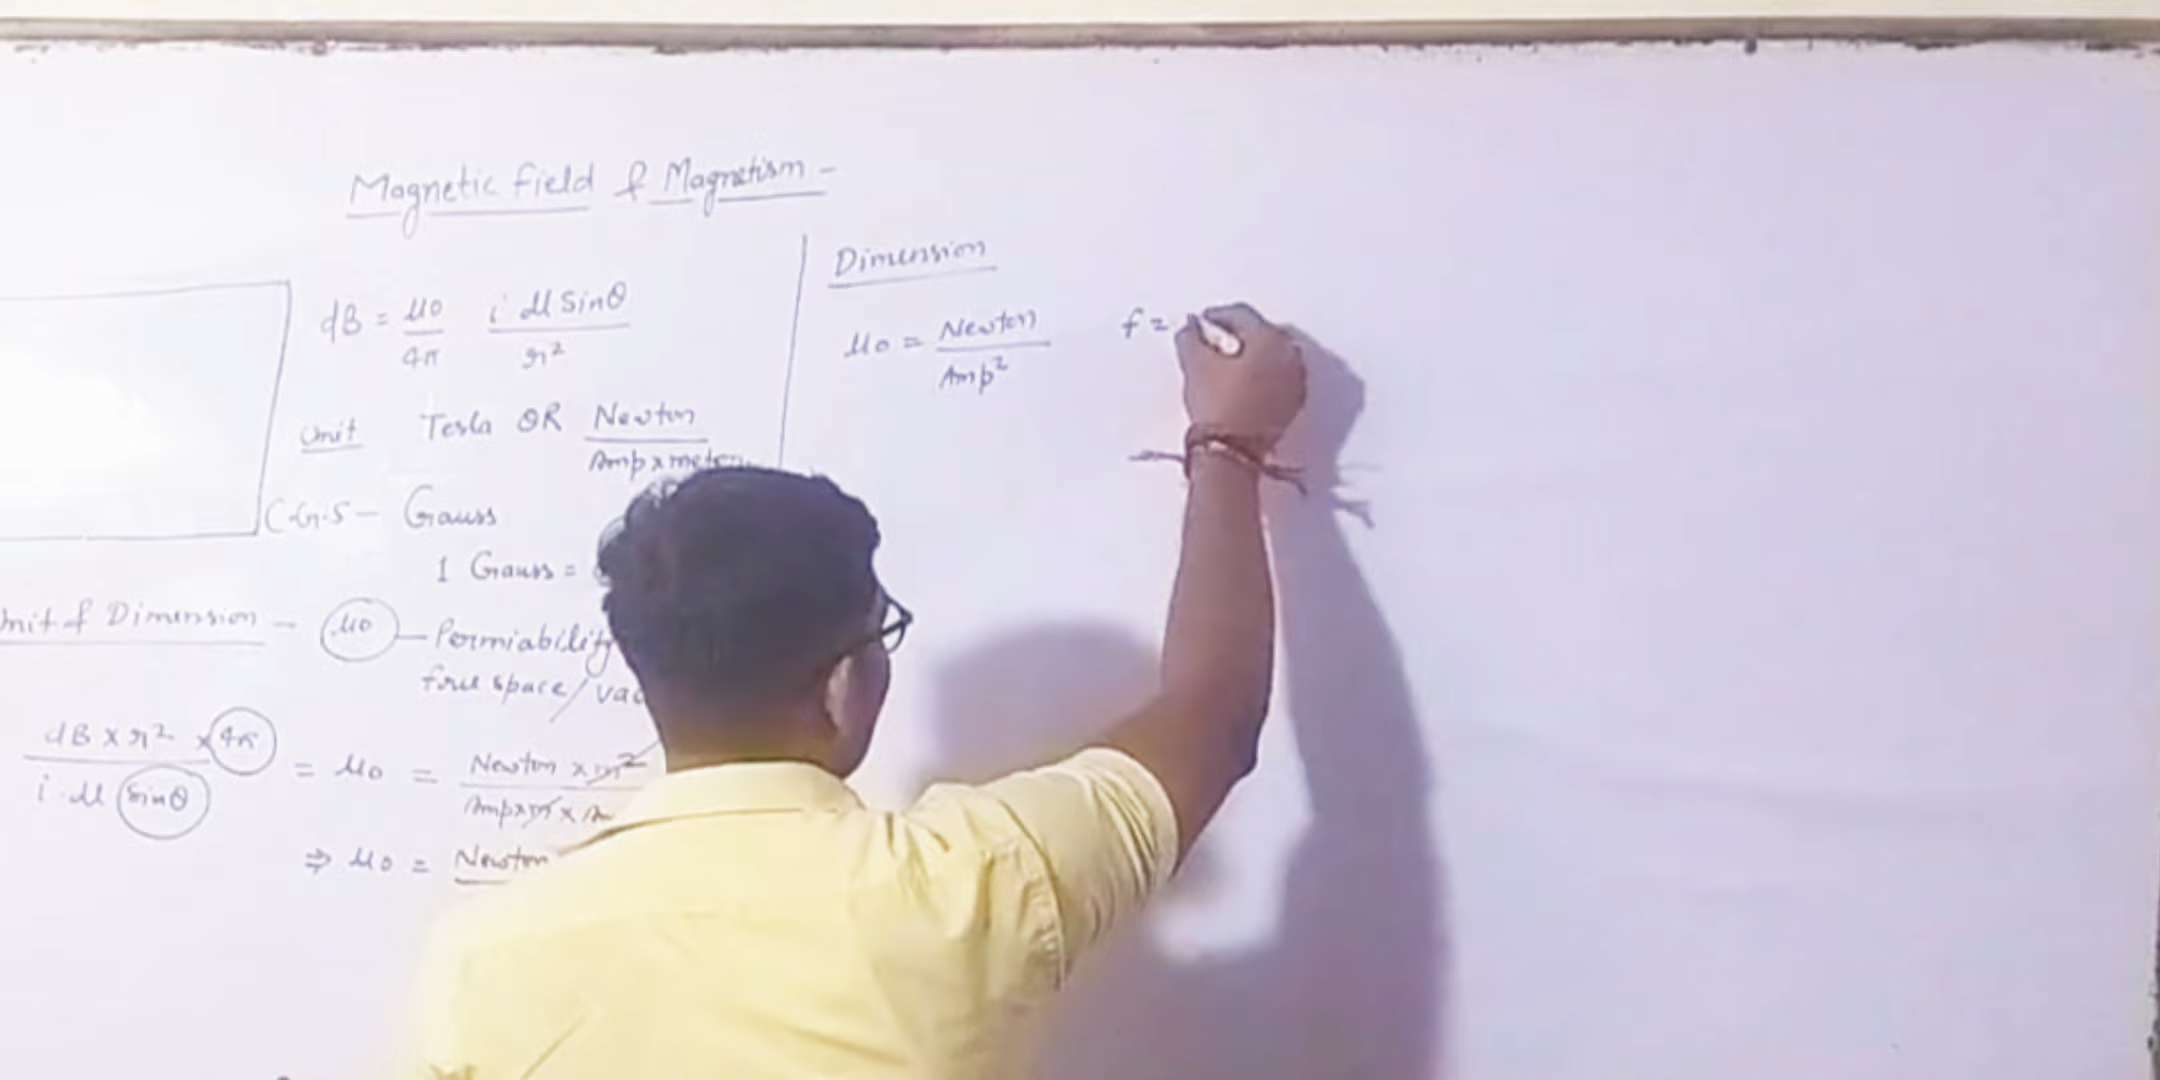 Magnetic field & Magnetism -
dB = μ0/4π i dl Sinθ/r²
Unit Tesla OR Newton/Amp x meter
C.G.S - Gauss
1 Gauss =
Unit & Dimension - μ0 - Permiability
free space/
dB x r² x 4π / i dl Sinθ = μ0 = Newton x m² / Amp x m x
⇒ μ0 = Newton
Dimension
μ0 = Newton/Amp²
f =